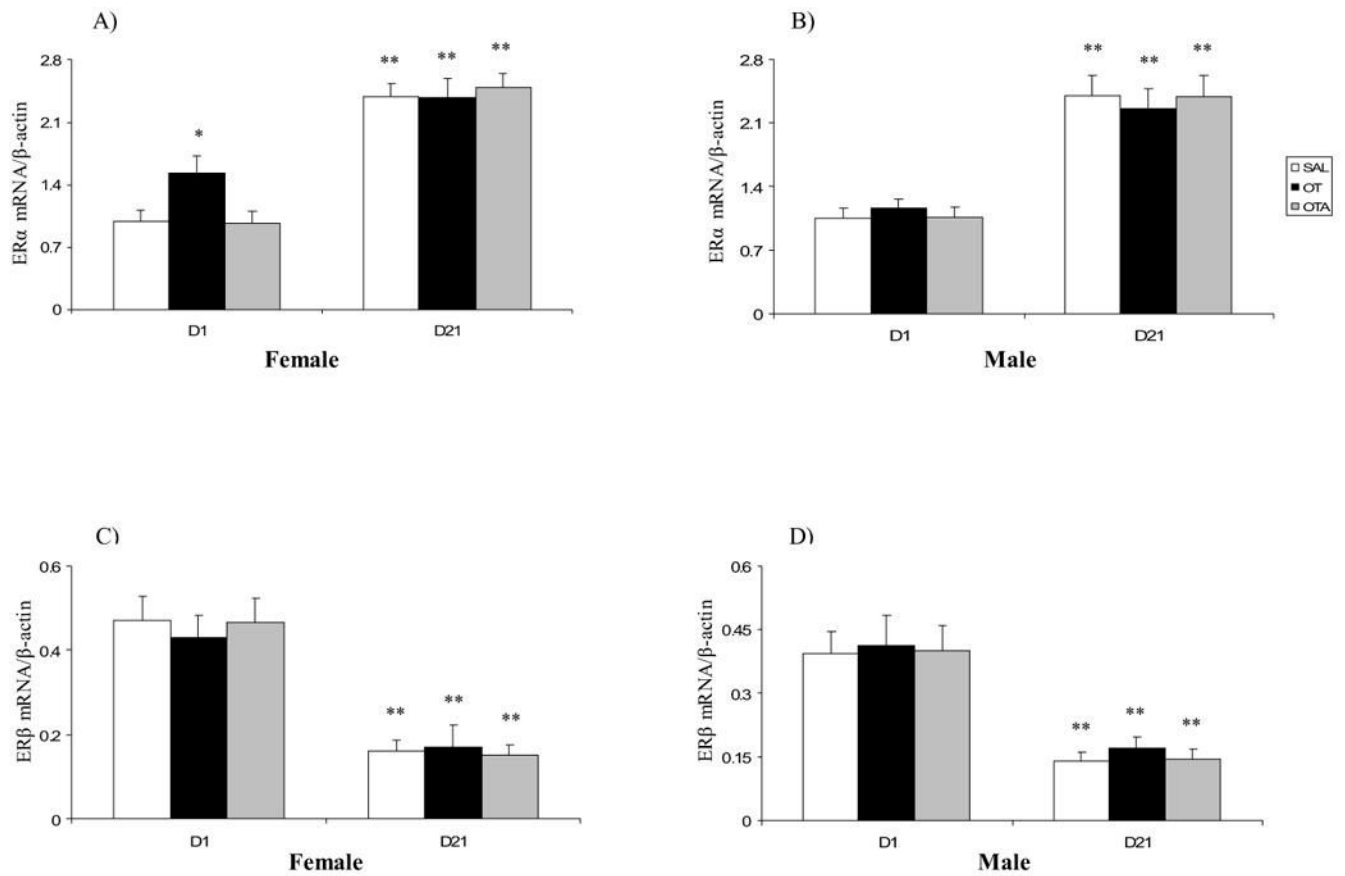 A)
ERα mRNA/β-actin
2.8
2.1
1.4
0.7
0
*
**
**
**
D1
D21
Female
B)
ERα mRNA/β-actin
2.8
2.1
1.4
0.7
0
**
**
**
D1
D21
Male
SAL
OT
OTA
C)
ERβ mRNA/β-actin
0.6
0.4
0.2
0
**
**
**
D1
D21
Female
D)
ERβ mRNA/β-actin
0.6
0.45
0.3
0.15
0
**
**
**
D1
D21
Male